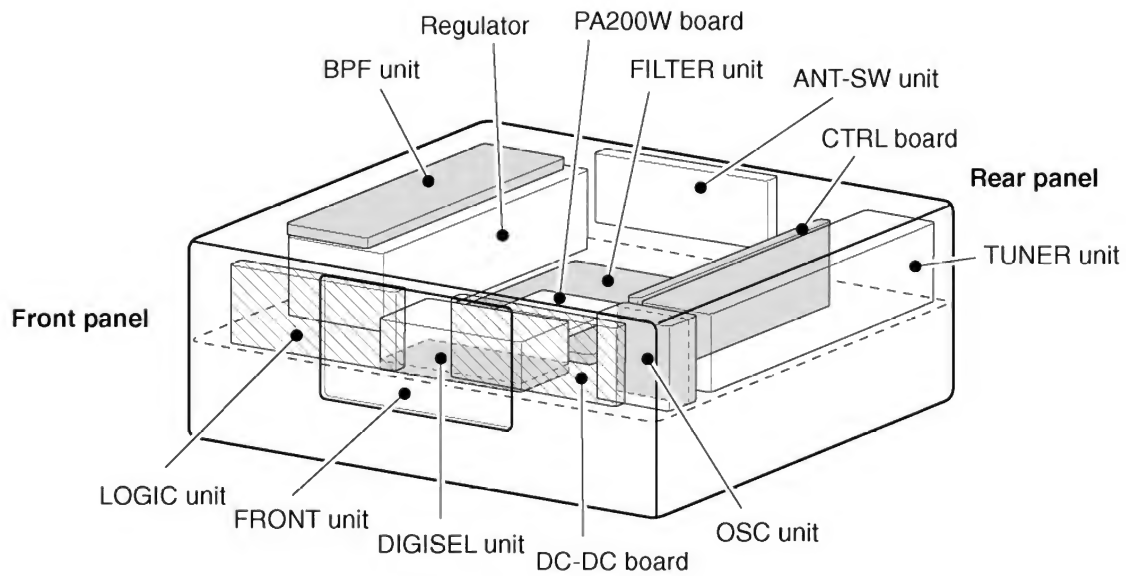 PA200W board
Regulator
BPF unit
FILTER unit
ANT-SW unit
CTRL board
Rear panel
TUNER unit
Front panel
LOGIC unit
FRONT unit
DIGISEL unit
DC-DC board
OSC unit